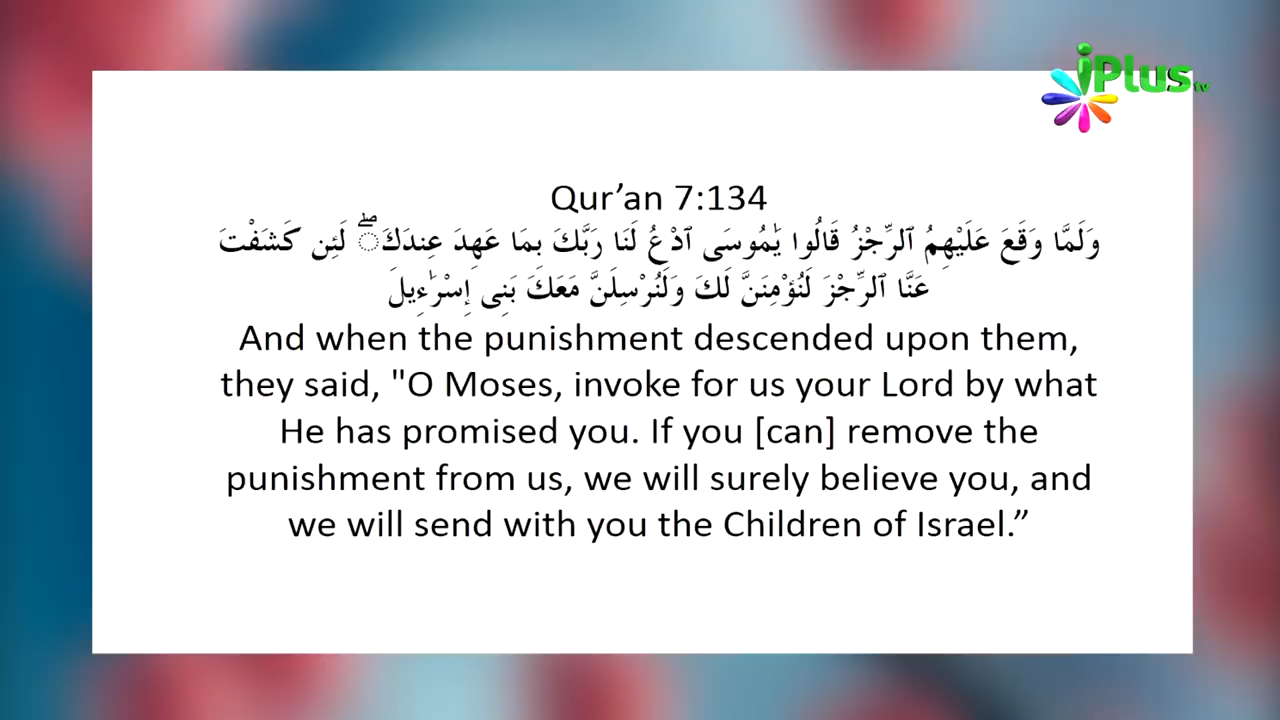 iPlus tv
Qur’an 7:134
وَلَمَّا وَقَعَ عَلَيْهِمُ ٱلرِّجْزُ قَالُوا يَٰمُوسَى ٱدْعُ لَنَا رَبَّكَ بِمَا عَهِدَ عِندَكَ ۖ لَئِن كَشَفْتَ
عَنَّا ٱلرِّجْزَ لَنُؤْمِنَنَّ لَكَ وَلَنُرْسِلَنَّ مَعَكَ بَنِى إِسْرَٰءِيلَ
And when the punishment descended upon them,
they said, "O Moses, invoke for us your Lord by what
He has promised you. If you [can] remove the
punishment from us, we will surely believe you, and
we will send with you the Children of Israel.”